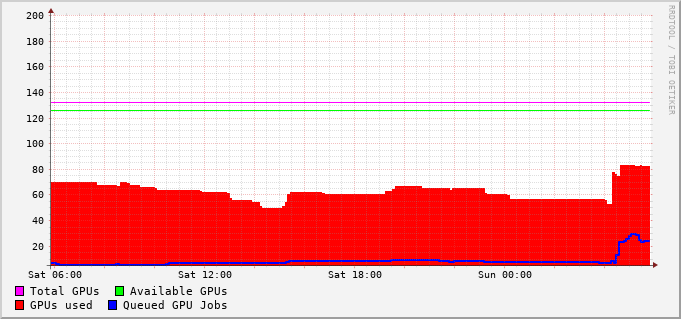 200
180
160
140
120
100
80
60
40
20
Sat 06:00 Sat 12:00 Sat 18:00 Sun 00:00
Total GPUs Available GPUs
GPUs used Queued GPU Jobs
RRDTOOL / TOBI OETIKER